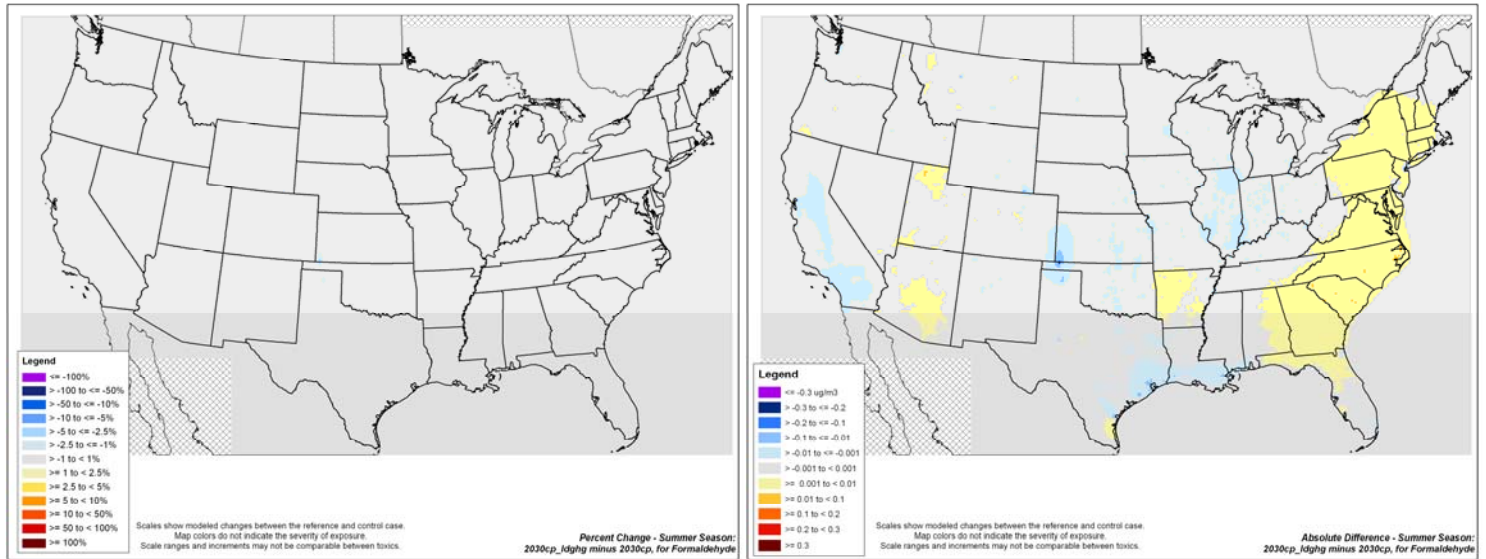 Legend
<= -100%
> -100 to <= -50%
> -50 to <= -10%
> -10 to <= -5%
> -5 to <= -2.5%
> -2.5 to <= -1%
> -1 to < 1%
>= 1 to < 2.5%
>= 2.5 to < 5%
>= 5 to < 10%
>= 10 to < 50%
>= 50 to < 100%
>= 100%
Scales show modeled changes between the reference and control case.
Map colors do not indicate the severity of exposure.
Scale ranges and increments may not be comparable between toxics.
Percent Change - Summer Season:
2030cp_ldghg minus 2030cp, for Formaldehyde
Legend
<= -0.3 ug/m3
> -0.3 to <= -0.2
> -0.2 to <= -0.1
> -0.1 to <= -0.01
> -0.01 to <= -0.001
> -0.001 to < 0.001
>= 0.001 to < 0.01
>= 0.01 to < 0.1
>= 0.1 to < 0.2
>= 0.2 to < 0.3
>= 0.3
Scales show modeled changes between the reference and control case.
Map colors do not indicate the severity of exposure.
Scale ranges and increments may not be comparable between toxics.
Absolute Difference - Summer Season:
2030cp_ldghg minus 2030cp, for Formaldehyde